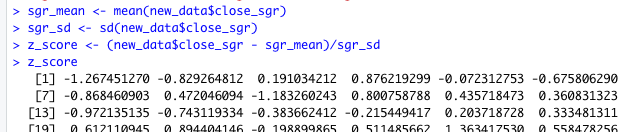 > sgr_mean <- mean(new_data$close_sgr)
> sgr_sd <- sd(new_data$close_sgr)
> z_score <- (new_data$close_sgr - sgr_mean)/sgr_sd
> z_score
[1] -1.267451270 -0.829264812 0.191034212 0.876219299 -0.072312753 -0.675806290
[7] -0.868460903 0.472046094 -1.183260243 0.800758788 0.435718473 0.360831323
[13] -0.972135135 -0.743119334 -0.383662412 -0.215449417 0.203718728 0.333481311
[19] 0.612110945 0.894404146 -0.198899865 0.511485662 1.363417530 0.558478256